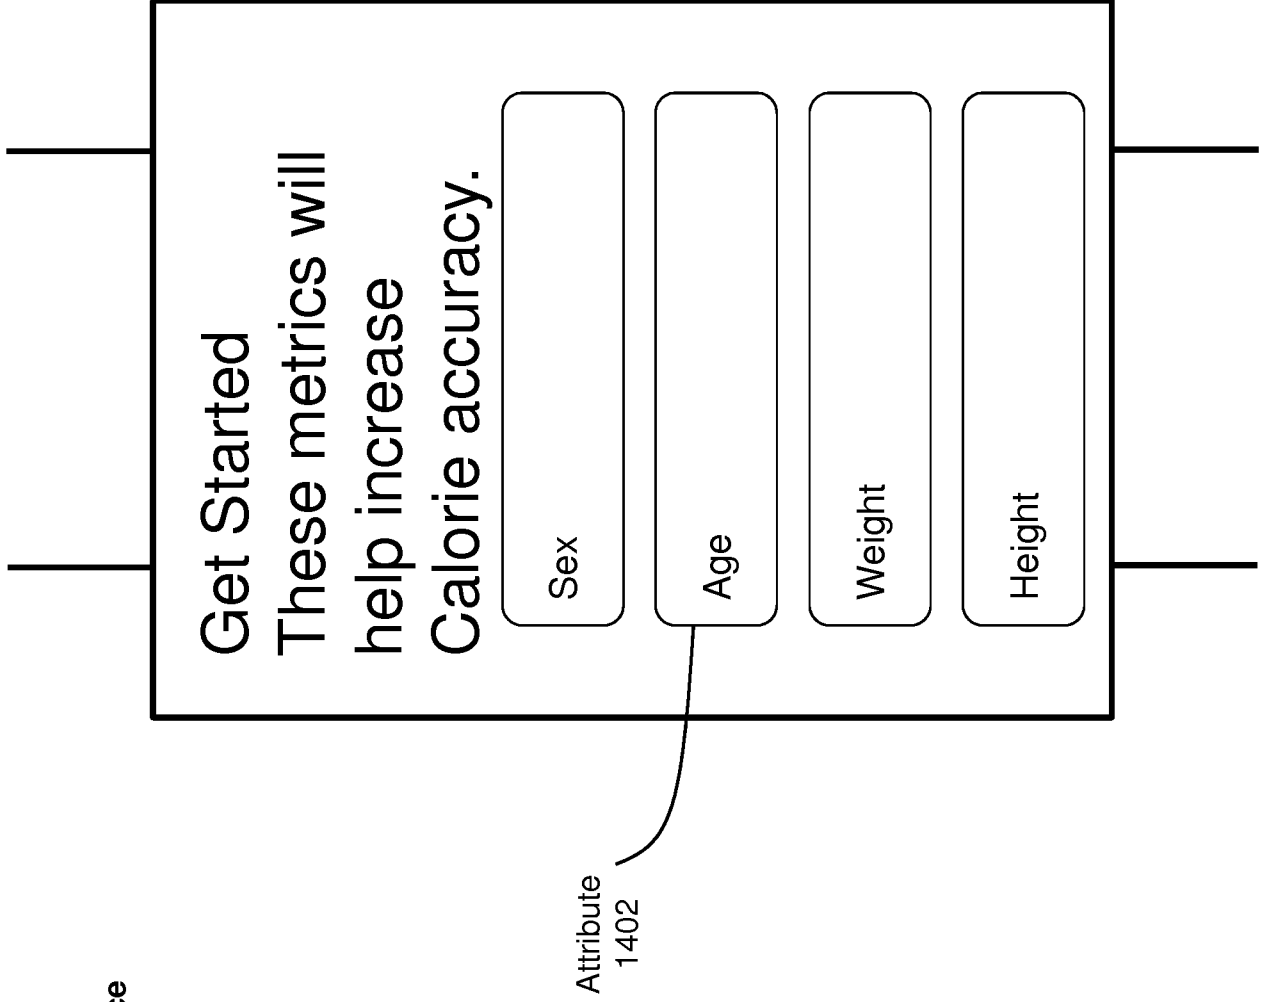 Get Started
These metrics will
help increase
Calorie accuracy.
Sex
Age
Weight
Height
Attribute
1402